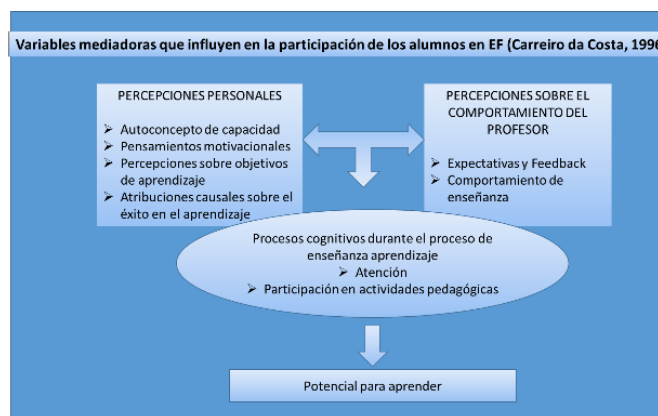 Variables mediadoras que influyen en la participación de los alumnos en EF (Carreiro da Costa, 1996
PERCEPCIONES PERSONALES
➤ Autoconcepto de capacidad
➤ Pensamientos motivacionales
➤ Percepciones sobre objetivos
de aprendizaje
➤ Atribuciones causales sobre el
éxito en el aprendizaje
PERCEPCIONES SOBRE EL
COMPORTAMIENTO DEL
PROFESOR
➤ Expectativas y Feedback
➤ Comportamiento de
enseñanza
Procesos cognitivos durante el proceso de
enseñanza aprendizaje
➤ Atención
➤ Participación en actividades pedagógicas
Potencial para aprender